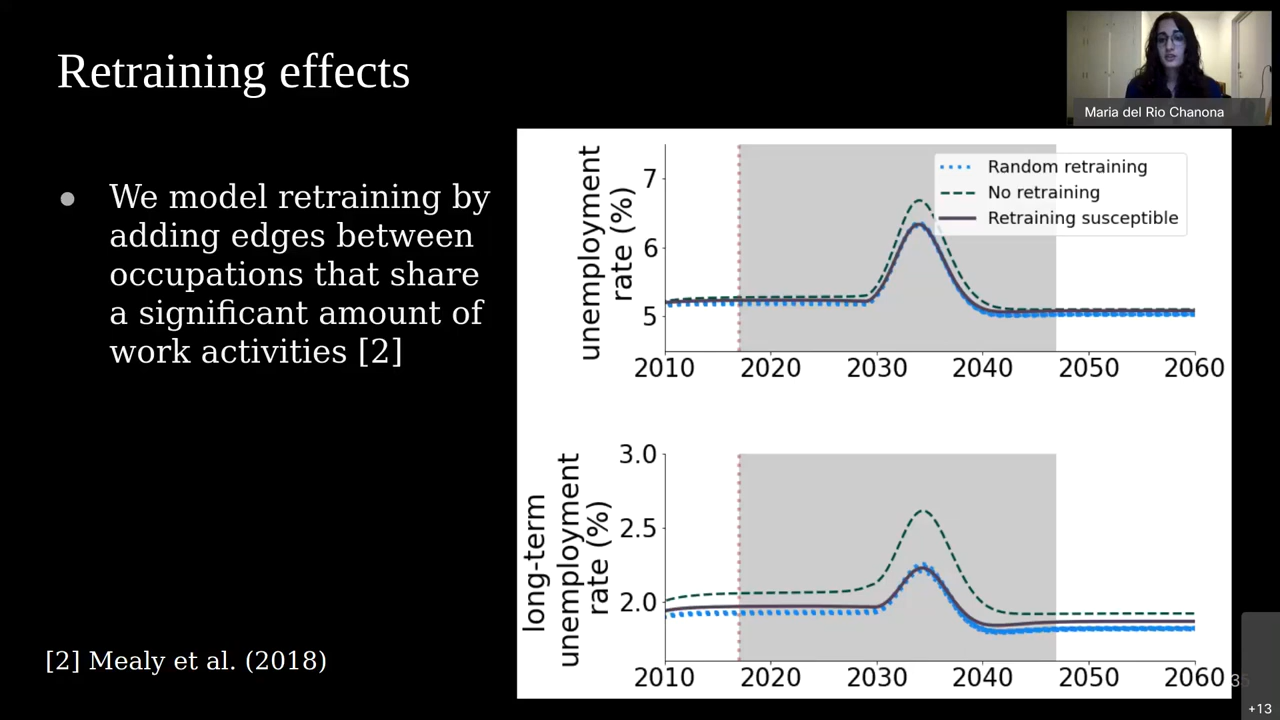 Retraining effects
Maria del Rio Chanona
● We model retraining by
adding edges between
occupations that share
a significant amount of
work activities [2]
unemployment
rate (%)
7
6
5
Random retraining
No retraining
Retraining susceptible
2010 2020 2030 2040 2050 2060
long-term
unemployment
rate (%)
3.0
2.5
2.0
2010 2020 2030 2040 2050 2060
[2] Mealy et al. (2018)
35
+13